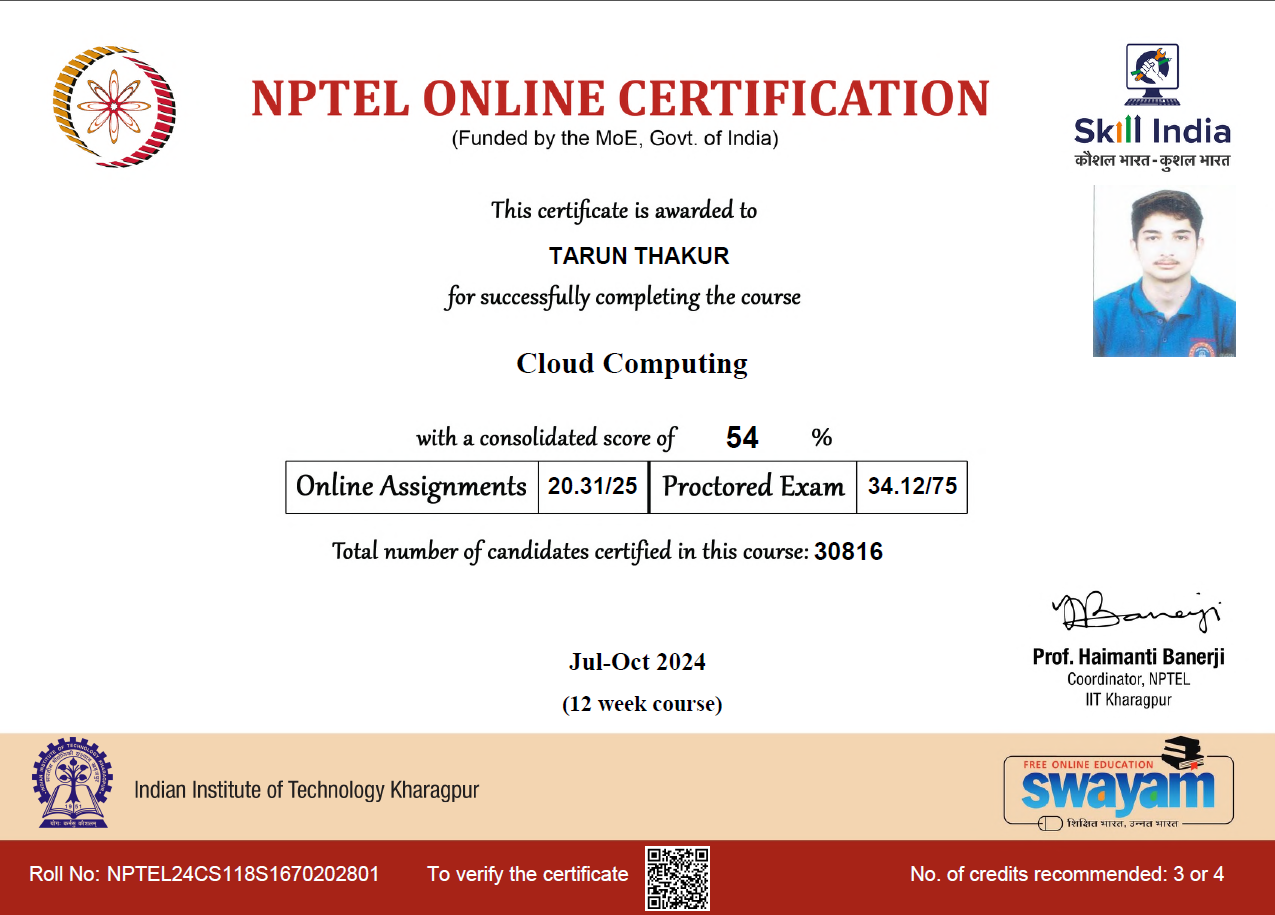 NPTEL ONLINE CERTIFICATION
(Funded by the MoE, Govt. of India)
Skill India
कौशल भारत - कुशल भारत
This certificate is awarded to
TARUN THAKUR
for successfully completing the course
Cloud Computing
with a consolidated score of 54 %
Online Assignments 20.31/25 Proctored Exam 34.12/75
Total number of candidates certified in this course: 30816
Jul-Oct 2024
(12 week course)
Prof. Haimanti Banerji
Coordinator, NPTEL
IIT Kharagpur
Indian Institute of Technology Kharagpur
FREE ONLINE EDUCATION
swayam
शिक्षित भारत, उन्नत भारत
Roll No: NPTEL24CS118S1670202801 To verify the certificate No. of credits recommended: 3 or 4